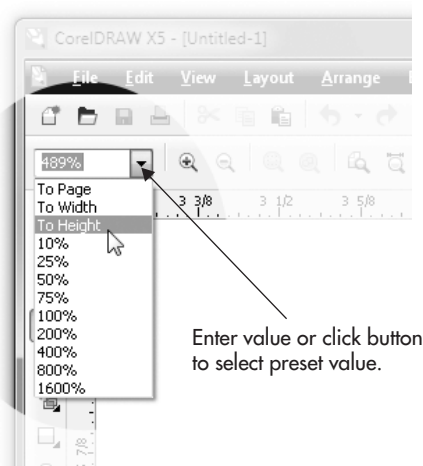 CorelDRAW X5 - [Untitled-1]
File Edit View Layout Arrange
489%
To Page
To Width
To Height
10%
25%
50%
75%
100%
200%
400%
800%
1600%
3 3/8 3 1/2 3 5/8
Enter value or click button
to select preset value.
7/8